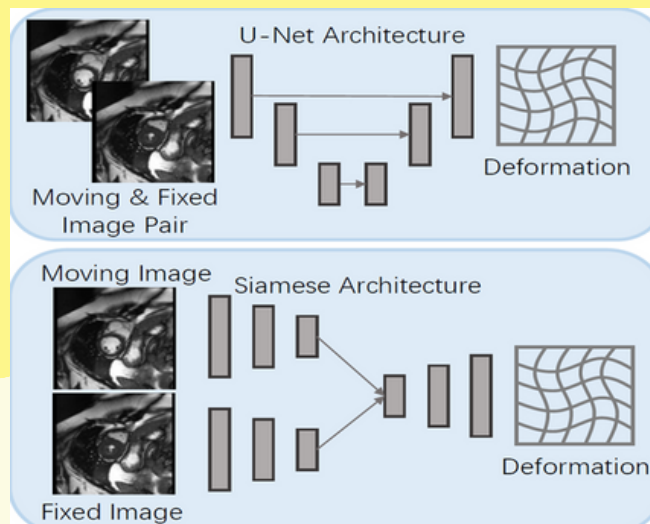 U-Net Architecture
Deformation
Moving & Fixed
Image Pair
Moving Image
Siamese Architecture
Deformation
Fixed Image